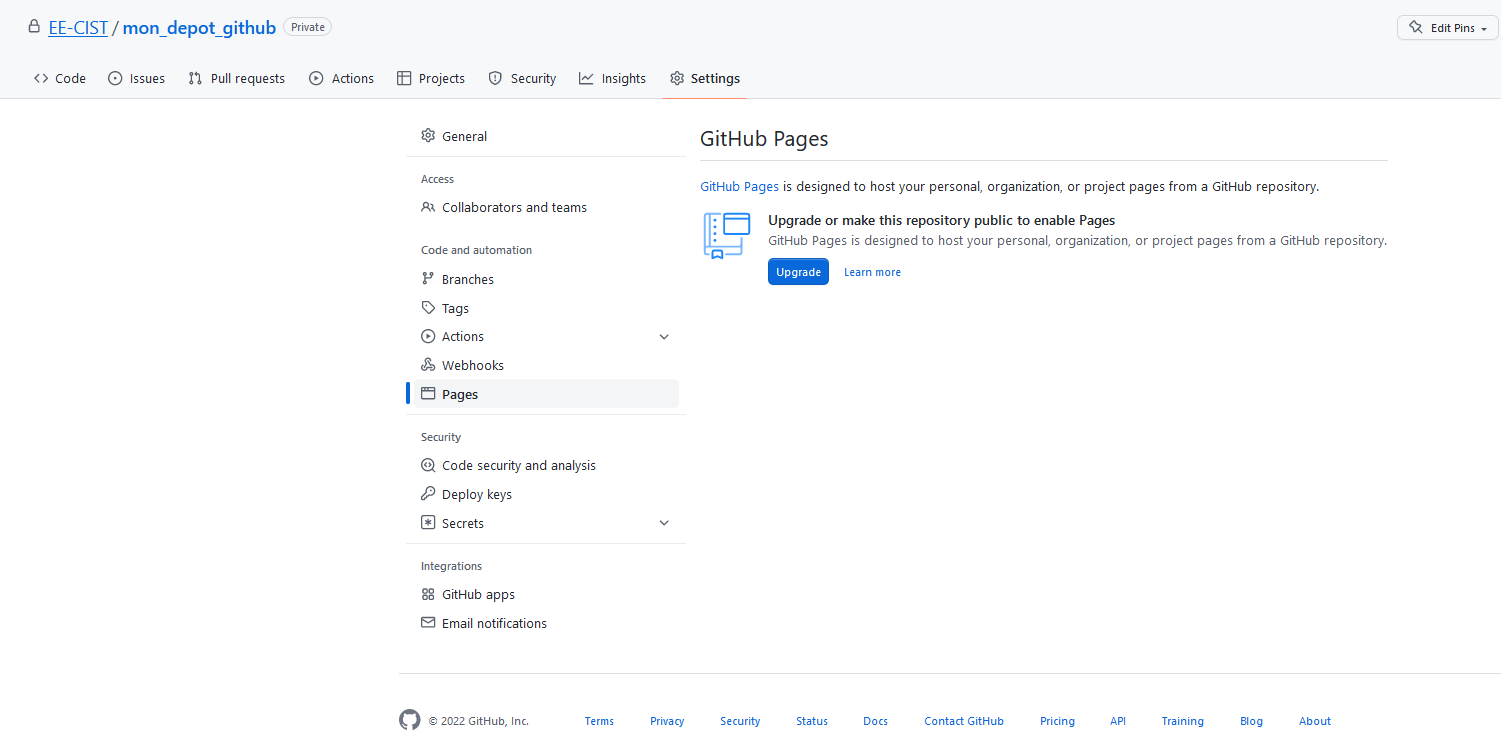 EE-CIST / mon_depot_github Private
Edit Pins
Code Issues Pull requests Actions Projects Security Insights Settings
General
Access
Collaborators and teams
Code and automation
Branches
Tags
Actions
Webhooks
Pages
Security
Code security and analysis
Deploy keys
Secrets
Integrations
GitHub apps
Email notifications
GitHub Pages
GitHub Pages is designed to host your personal, organization, or project pages from a GitHub repository.
Upgrade or make this repository public to enable Pages
GitHub Pages is designed to host your personal, organization, or project pages from a GitHub repository.
Upgrade Learn more
© 2022 GitHub, Inc. Terms Privacy Security Status Docs Contact GitHub Pricing API Training Blog About